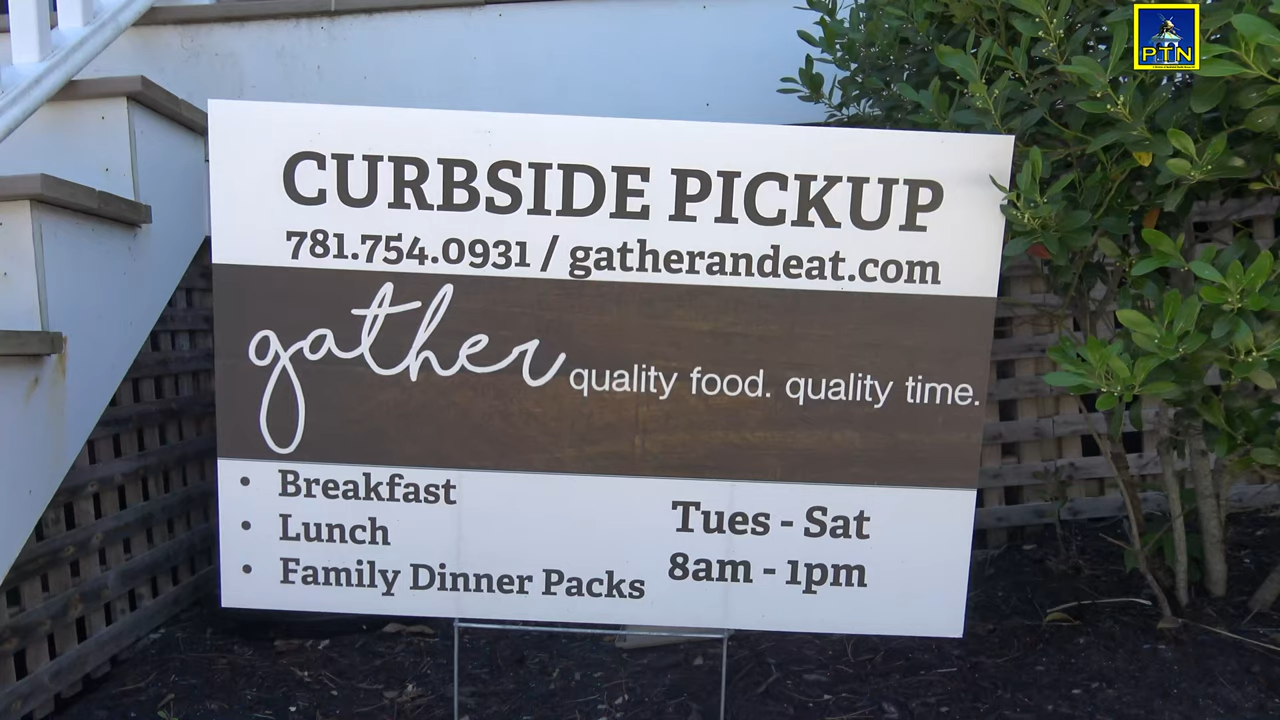 PTN
CURBSIDE PICKUP
781.754.0931 / gatherandeat.com
gather quality food. quality time.
• Breakfast
• Lunch
• Family Dinner Packs
Tues - Sat
8am - 1pm